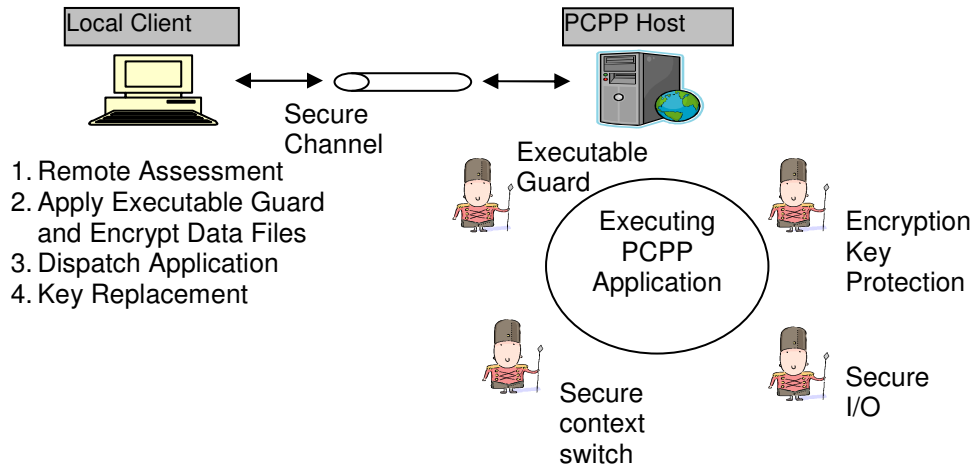 Local Client
PCPP Host
Secure
Channel
1. Remote Assessment
2. Apply Executable Guard
and Encrypt Data Files
3. Dispatch Application
4. Key Replacement
Executable
Guard
Executing
PCPP
Application
Encryption
Key
Protection
Secure
context
switch
Secure
I/O